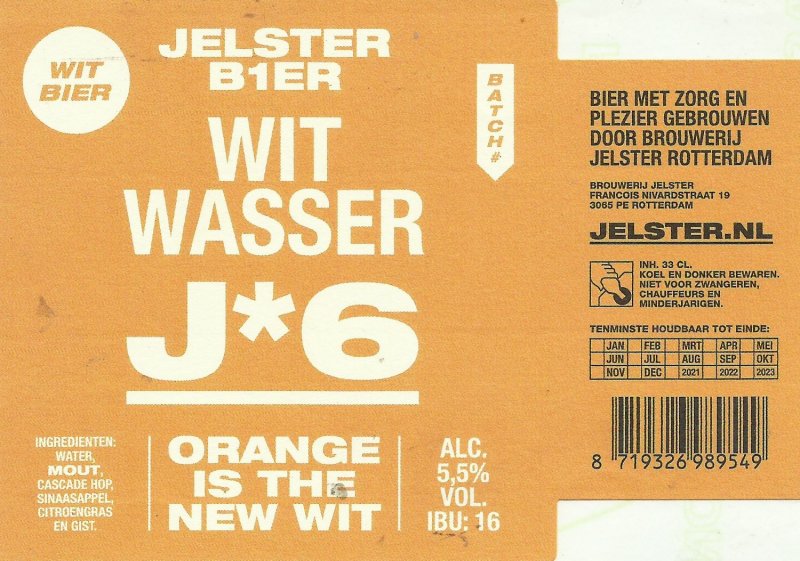 WIT
BIER
JELSTER
B1ER
WIT
WASSER
J*6
BATCH#
INGREDIENTEN:
WATER,
MOUT,
CASCADE HOP,
SINAASAPPEL,
CITROENGRAS
EN GIST.
ORANGE
IS THE
NEW WIT
ALC.
5,5%
VOL.
IBU: 16
BIER MET ZORG EN
PLEZIER GEBROUWEN
DOOR BROUWERIJ
JELSTER ROTTERDAM
BROUWERIJ JELSTER
FRANCOIS NIVARDSTRAAT 19
3065 PE ROTTERDAM
JELSTER.NL
INH. 33 CL.
KOEL EN DONKER BEWAREN.
NIET VOOR ZWANGEREN,
CHAUFFEURS EN
MINDERJARIGEN.
TENMINSTE HOUDBAAR TOT EINDE:
JAN FEB MRT APR MEI
JUN JUL AUG SEP OKT
NOV DEC 2021 2022 2023
8 719326 989549